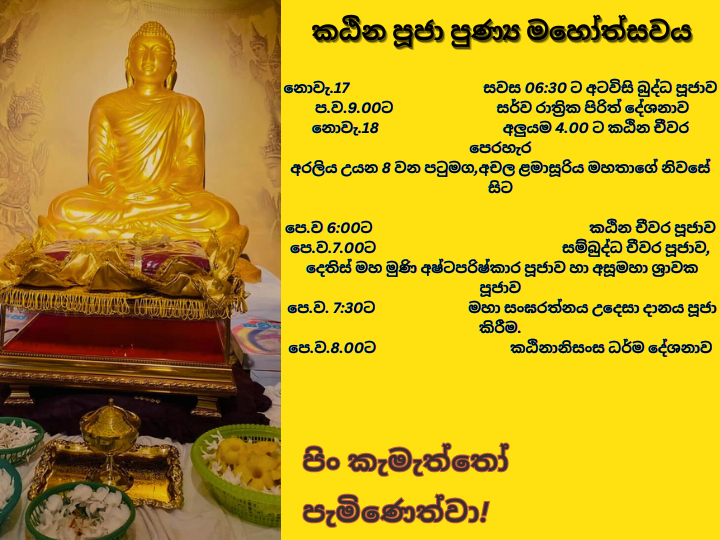 කඨින පූජා පුණ්‍ය මහෝත්සවය
නොවැ.17 සවස 06:30 ට අටවිසි බුද්ධ පූජාව
ප.ව.9.00ට සර්ව රාත්‍රික පිරිත් දේශනාව
නොවැ.18 අලුයම 4.00 ට කඨින චීවර
පෙරහැර
අරලිය උයන 8 වන පටුමග,අචල ළමාසූරිය මහතාගේ නිවසේ
සිට
පෙ.ව 6:00ට කඨින චීවර පූජාව
පෙ.ව.7.00ට සම්බුද්ධ චීවර පූජාව,
දෙතිස් මහ මුණි අෂ්ටපරිෂ්කාර පූජාව හා අසූමහා ශ්‍රාවක
පූජාව
පෙ.ව. 7:30ට මහා සංඝරත්නය උදෙසා දානය පූජා
කිරීම.
පෙ.ව.8.00ට කඨිනානිසංස ධර්ම දේශනාව
පිං කැමැත්තෝ
පැමිණෙත්වා!